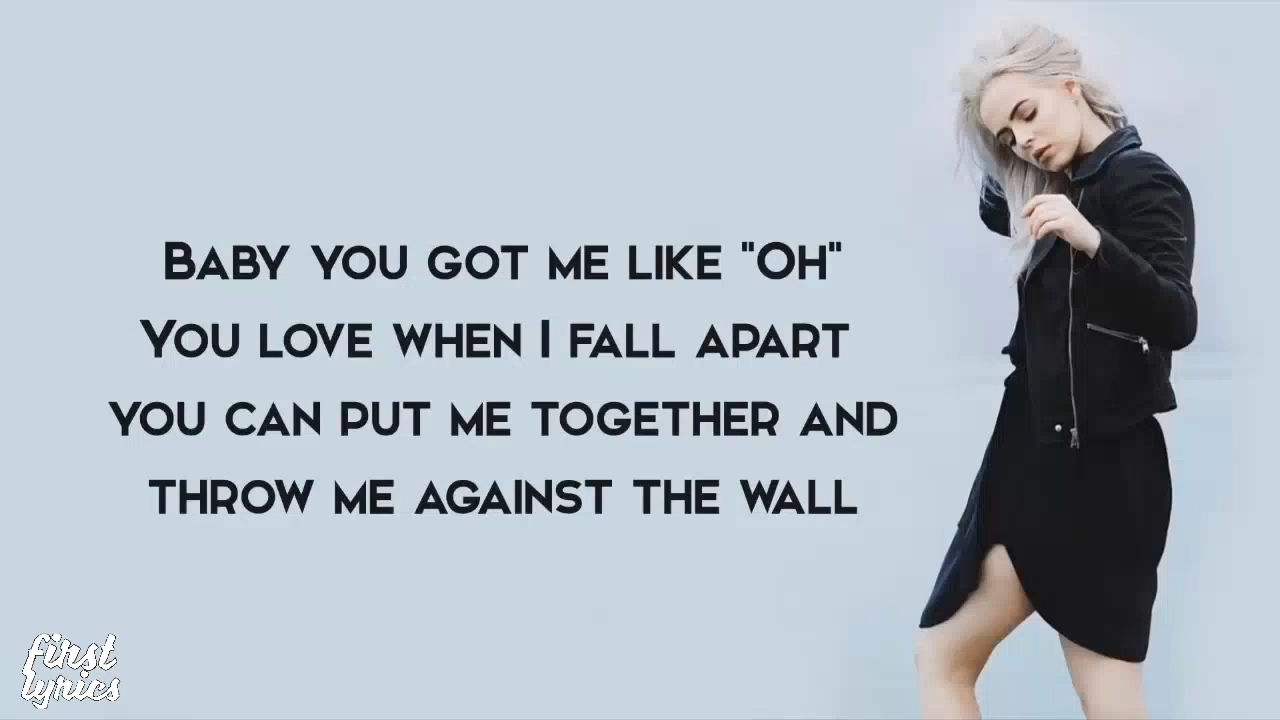 Baby you got me like "Oh"
You love when I fall apart
you can put me together and
throw me against the wall
first
lyrics